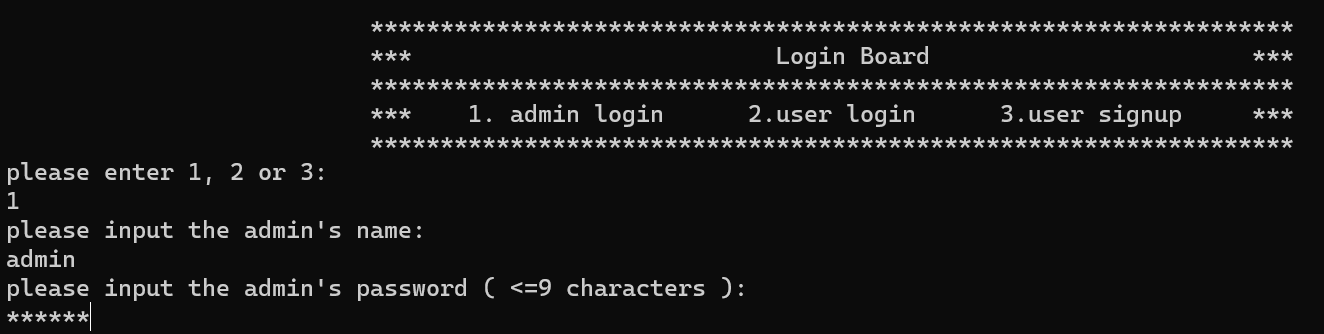 ******************************************************************
*** Login Board ***
******************************************************************
*** 1. admin login 2.user login 3.user signup ***
******************************************************************
please enter 1, 2 or 3:
1
please input the admin's name:
admin
please input the admin's password ( <=9 characters ):
******